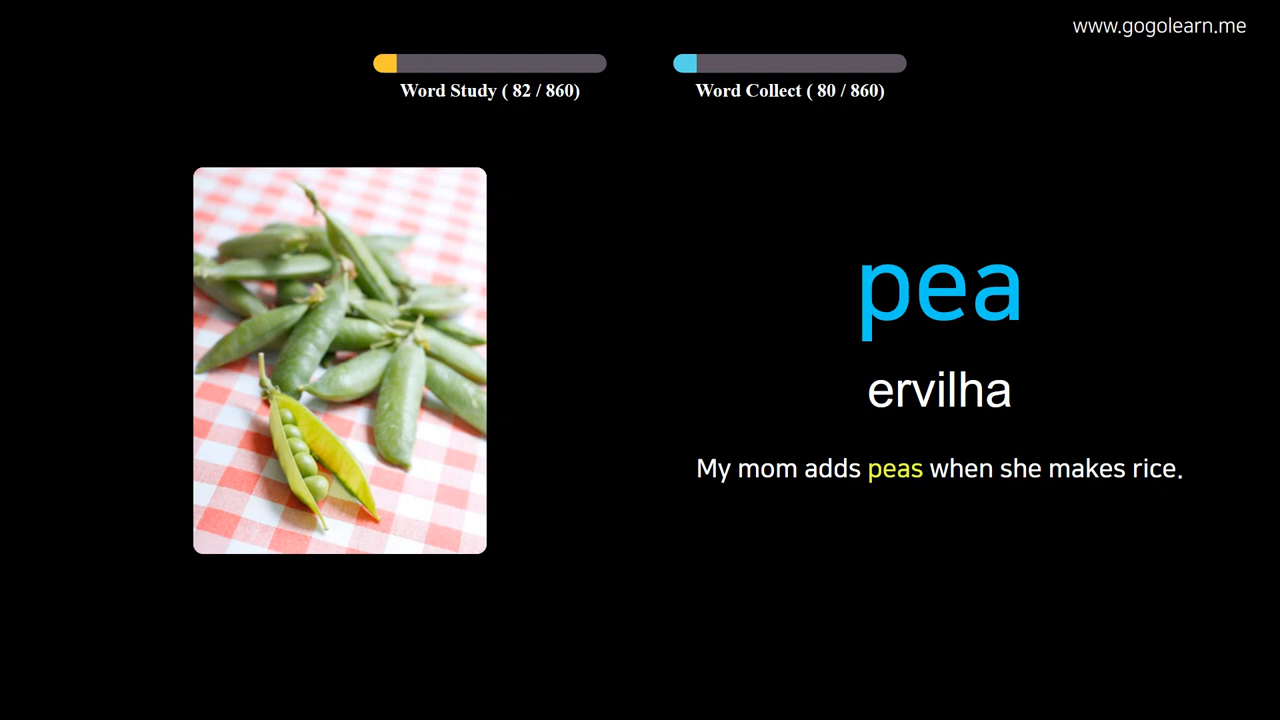 www.gogolearn.me
Word Study ( 82 / 860)
Word Collect ( 80 / 860)
pea
ervilha
My mom adds peas when she makes rice.